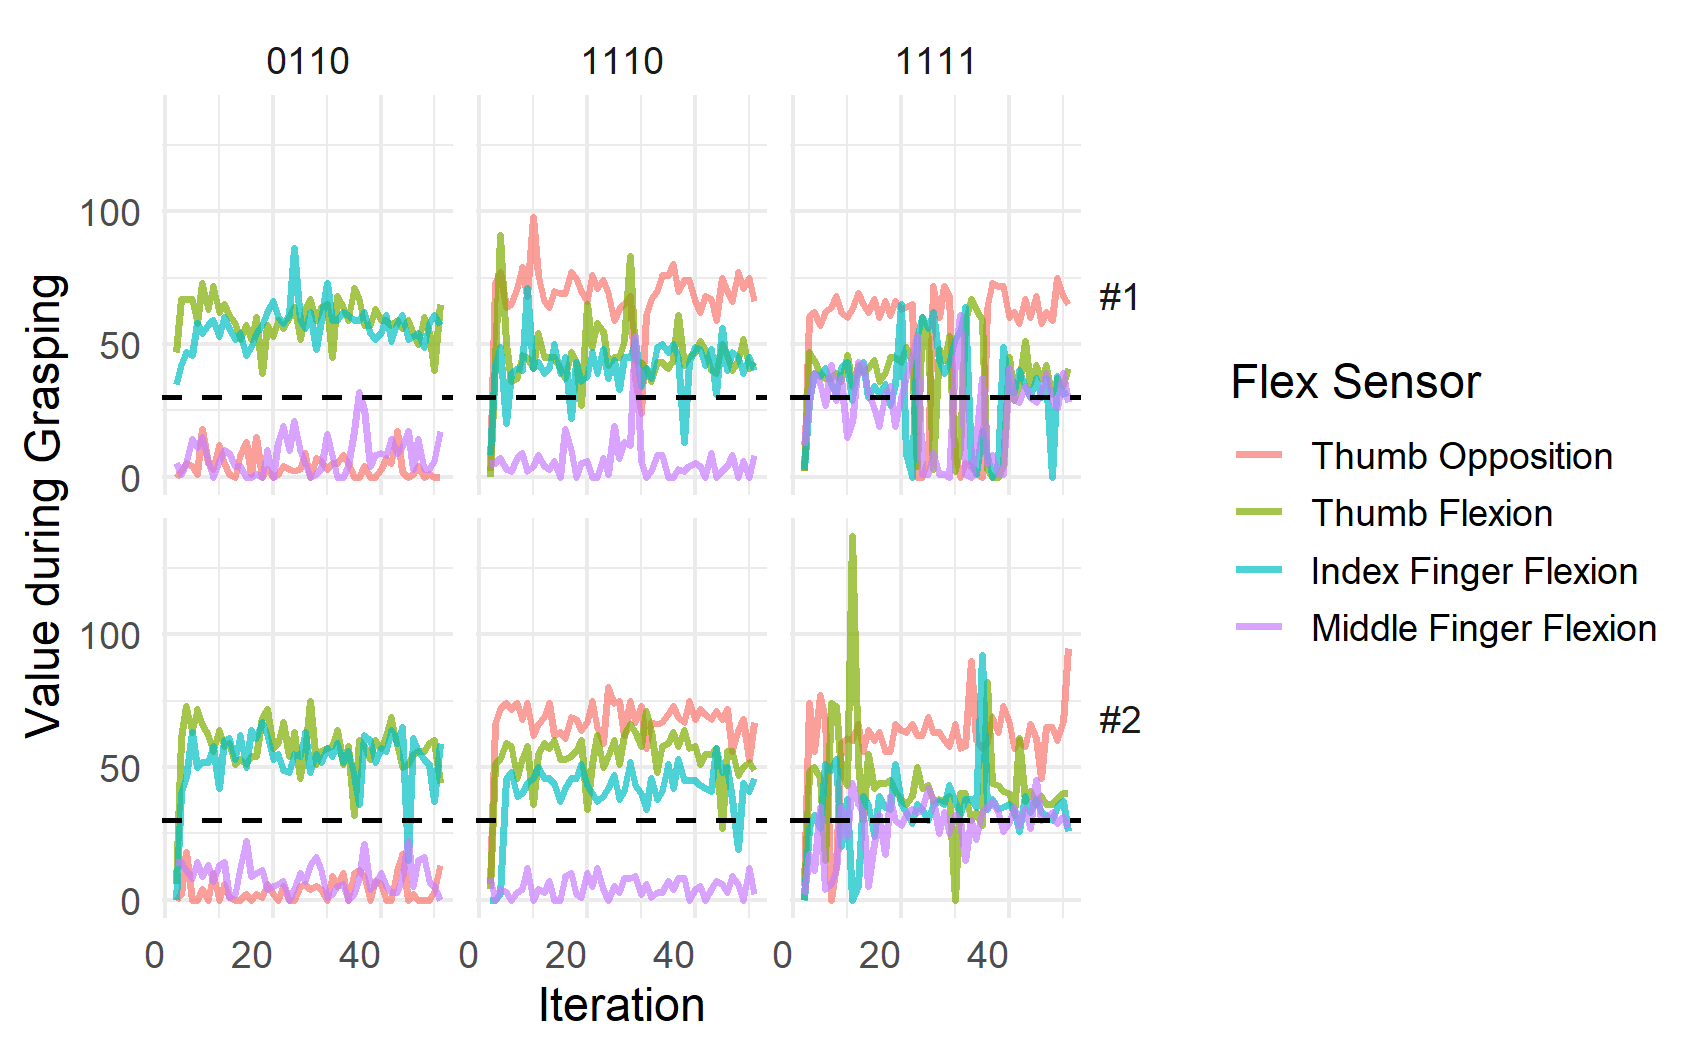 0110 1110 1111
Value during Grasping
100
50
0
#1
100
50
0
#2
0 20 40 0 20 40 0 20 40
Iteration
Flex Sensor
Thumb Opposition
Thumb Flexion
Index Finger Flexion
Middle Finger Flexion